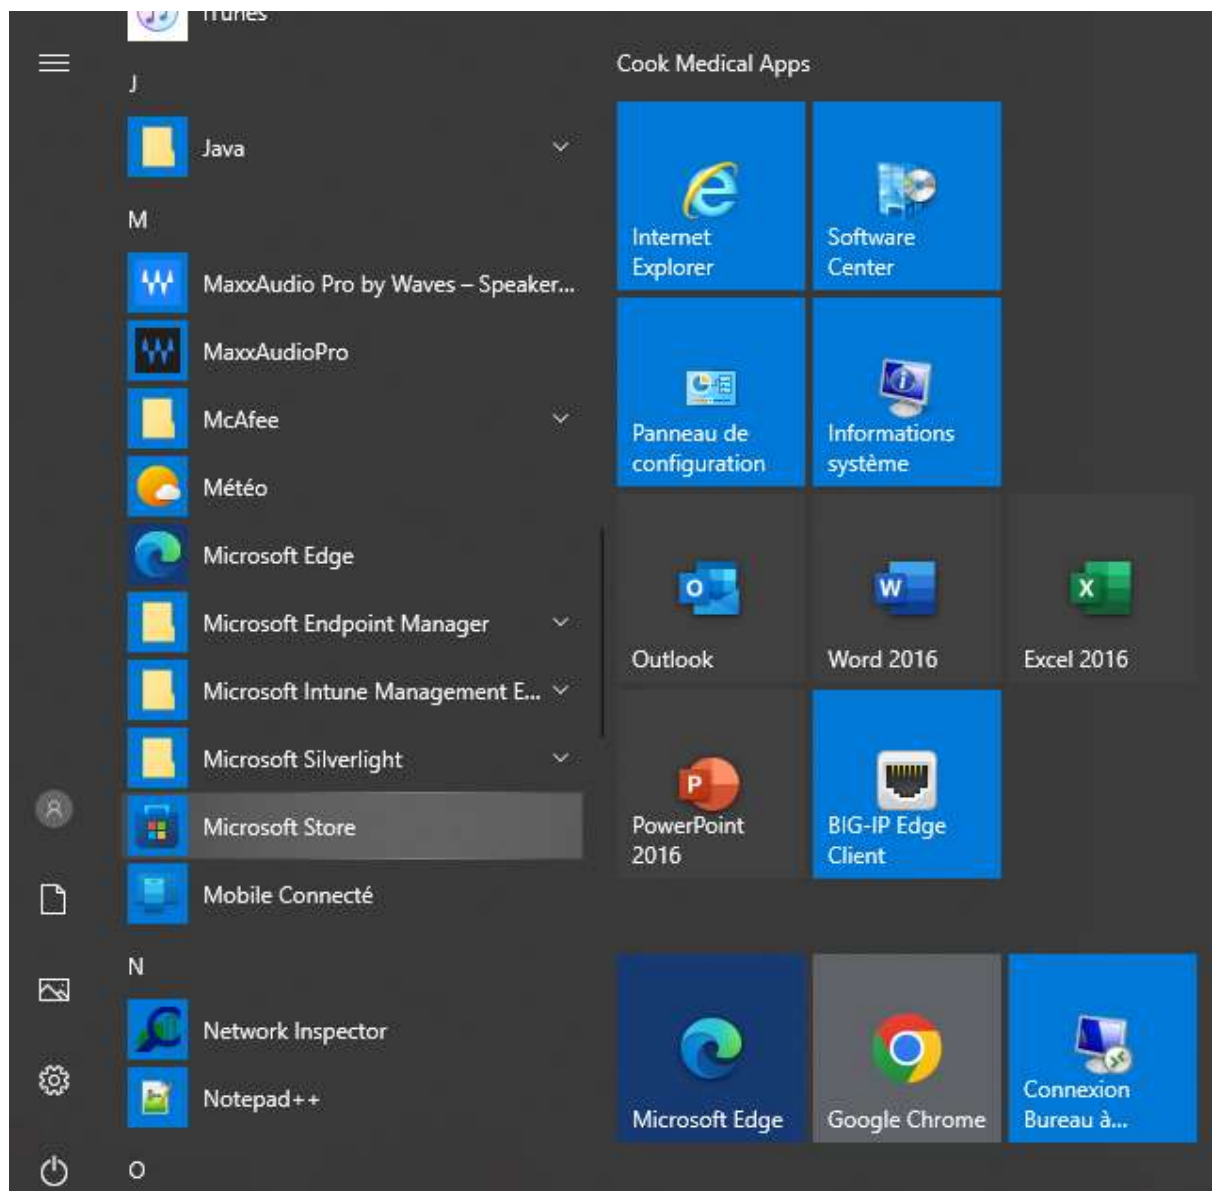 iTunes
J
Java
M
MaxxAudio Pro by Waves – Speaker...
MaxxAudioPro
McAfee
Météo
Microsoft Edge
Microsoft Endpoint Manager
Microsoft Intune Management E...
Microsoft Silverlight
Microsoft Store
Mobile Connecté
N
Network Inspector
Notepad++
O
Cook Medical Apps
Internet
Explorer
Software
Center
Panneau de
configuration
Informations
système
Outlook
Word 2016
Excel 2016
PowerPoint
2016
BIG-IP Edge
Client
Microsoft Edge
Google Chrome
Connexion
Bureau à...